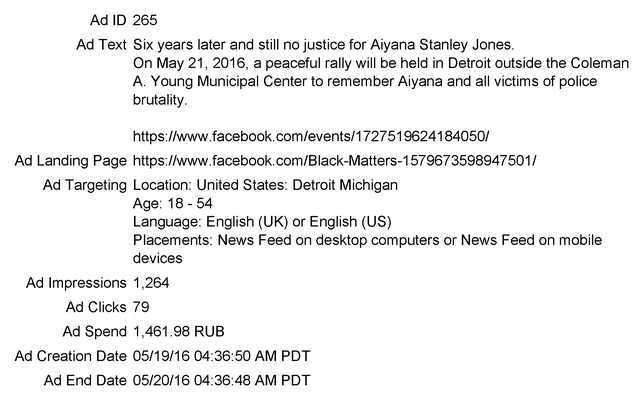 Ad ID 265
Ad Text Six years later and still no justice for Aiyana Stanley Jones.
On May 21, 2016, a peaceful rally will be held in Detroit outside the Coleman
A. Young Municipal Center to remember Aiyana and all victims of police
brutality.
https://www.facebook.com/events/1727519624184050/
Ad Landing Page https://www.facebook.com/Black-Matters-1579673598947501/
Ad Targeting Location: United States: Detroit Michigan
Age: 18 - 54
Language: English (UK) or English (US)
Placements: News Feed on desktop computers or News Feed on mobile
devices
Ad Impressions 1,264
Ad Clicks 79
Ad Spend 1,461.98 RUB
Ad Creation Date 05/19/16 04:36:50 AM PDT
Ad End Date 05/20/16 04:36:48 AM PDT